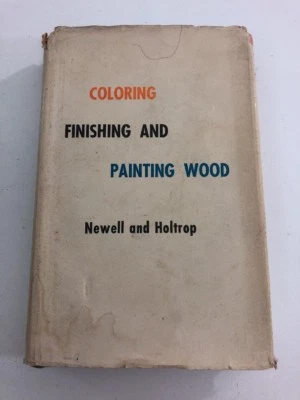 COLORING
FINISHING AND
PAINTING WOOD
Newell and Holtrop